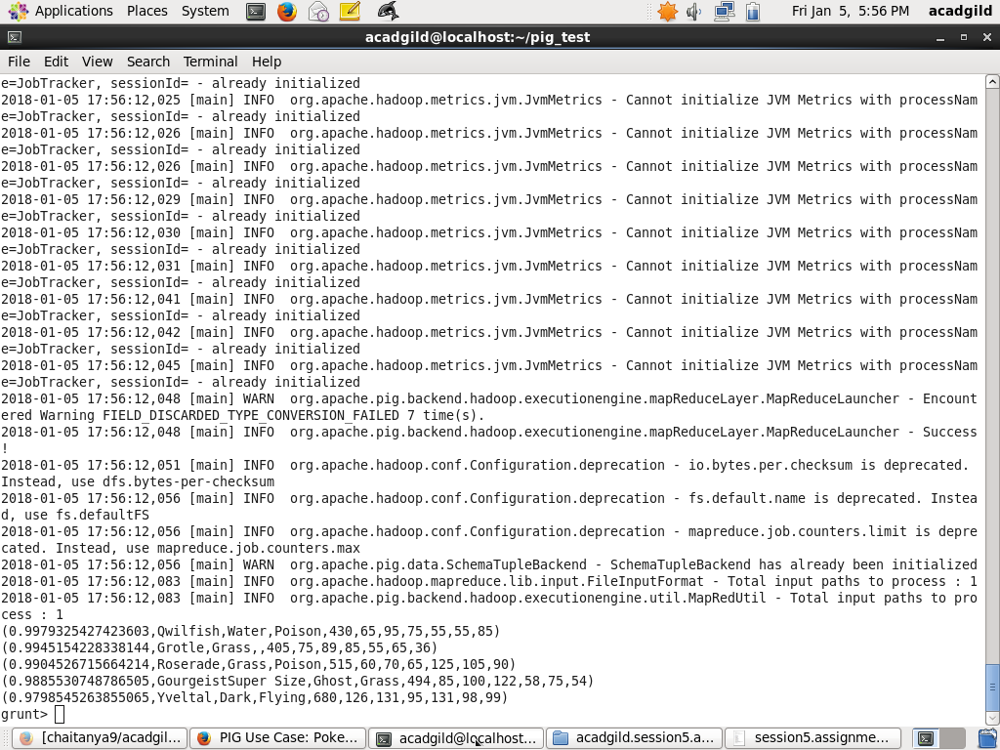 Applications Places System Fri Jan 5, 5:56 PM acadgild
acadgild@localhost:~/pig_test
File Edit View Search Terminal Help
e=JobTracker, sessionId= - already initialized
2018-01-05 17:56:12,025 [main] INFO  org.apache.hadoop.metrics.jvm.JvmMetrics - Cannot initialize JVM Metrics with processNam
e=JobTracker, sessionId= - already initialized
2018-01-05 17:56:12,026 [main] INFO  org.apache.hadoop.metrics.jvm.JvmMetrics - Cannot initialize JVM Metrics with processNam
e=JobTracker, sessionId= - already initialized
2018-01-05 17:56:12,026 [main] INFO  org.apache.hadoop.metrics.jvm.JvmMetrics - Cannot initialize JVM Metrics with processNam
e=JobTracker, sessionId= - already initialized
2018-01-05 17:56:12,029 [main] INFO  org.apache.hadoop.metrics.jvm.JvmMetrics - Cannot initialize JVM Metrics with processNam
e=JobTracker, sessionId= - already initialized
2018-01-05 17:56:12,030 [main] INFO  org.apache.hadoop.metrics.jvm.JvmMetrics - Cannot initialize JVM Metrics with processNam
e=JobTracker, sessionId= - already initialized
2018-01-05 17:56:12,031 [main] INFO  org.apache.hadoop.metrics.jvm.JvmMetrics - Cannot initialize JVM Metrics with processNam
e=JobTracker, sessionId= - already initialized
2018-01-05 17:56:12,041 [main] INFO  org.apache.hadoop.metrics.jvm.JvmMetrics - Cannot initialize JVM Metrics with processNam
e=JobTracker, sessionId= - already initialized
2018-01-05 17:56:12,042 [main] INFO  org.apache.hadoop.metrics.jvm.JvmMetrics - Cannot initialize JVM Metrics with processNam
e=JobTracker, sessionId= - already initialized
2018-01-05 17:56:12,045 [main] INFO  org.apache.hadoop.metrics.jvm.JvmMetrics - Cannot initialize JVM Metrics with processNam
e=JobTracker, sessionId= - already initialized
2018-01-05 17:56:12,048 [main] WARN  org.apache.pig.backend.hadoop.executionengine.mapReduceLayer.MapReduceLauncher - Encount
ered Warning FIELD_DISCARDED_TYPE_CONVERSION_FAILED 7 time(s).
2018-01-05 17:56:12,048 [main] INFO  org.apache.pig.backend.hadoop.executionengine.mapReduceLayer.MapReduceLauncher - Success
!
2018-01-05 17:56:12,051 [main] INFO  org.apache.hadoop.conf.Configuration.deprecation - io.bytes.per.checksum is deprecated.
Instead, use dfs.bytes-per-checksum
2018-01-05 17:56:12,056 [main] INFO  org.apache.hadoop.conf.Configuration.deprecation - fs.default.name is deprecated. Instea
d, use fs.defaultFS
2018-01-05 17:56:12,056 [main] INFO  org.apache.hadoop.conf.Configuration.deprecation - mapreduce.job.counters.limit is depre
cated. Instead, use mapreduce.job.counters.max
2018-01-05 17:56:12,056 [main] WARN  org.apache.pig.data.SchemaTupleBackend - SchemaTupleBackend has already been initialized
2018-01-05 17:56:12,083 [main] INFO  org.apache.hadoop.mapreduce.lib.input.FileInputFormat - Total input paths to process : 1
2018-01-05 17:56:12,083 [main] INFO  org.apache.pig.backend.hadoop.executionengine.util.MapRedUtil - Total input paths to pro
cess : 1
(0.9979325427423603,Qwilfish,Water,Poison,430,65,95,75,55,55,85)
(0.9945154228338144,Grotle,Grass,,405,75,89,85,55,65,36)
(0.9904526715664214,Roserade,Grass,Poison,515,60,70,65,125,105,90)
(0.9885530748786505,GourgeistSuper Size,Ghost,Grass,494,85,100,122,58,75,54)
(0.9798545263855065,Yveltal,Dark,Flying,680,126,131,95,131,98,99)
grunt>
[chaitanya9/acadgil... PIG Use Case: Poke... acadgild@localhost:... acadgild.session5.a... session5.assignme...